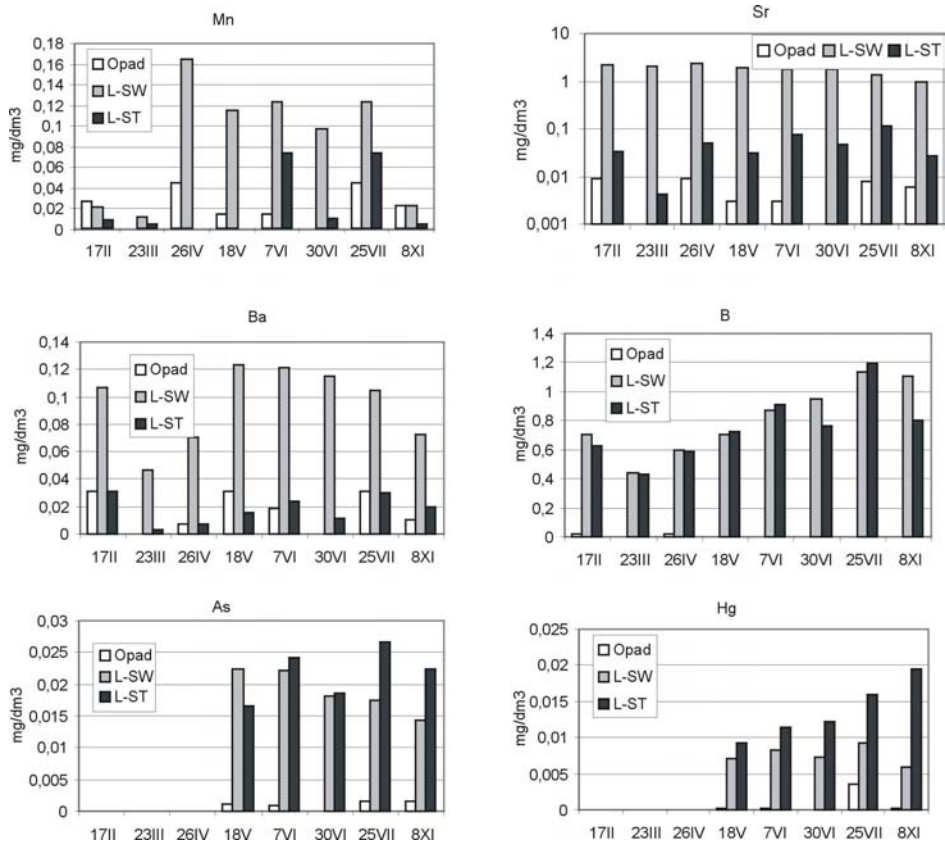 Mn
mg/dm3
0,18
0,16
0,14
0,12
0,1
0,08
0,06
0,04
0,02
0
Opad
L-SW
L-ST
17II 23III 26IV 18V 7VI 30VI 25VII 8XI
Sr
mg/dm3
10
1
0,1
0,01
0,001
Opad L-SW L-ST
17II 23III 26IV 18V 7VI 30VI 25VII 8XI
Ba
mg/dm3
0,14
0,12
0,1
0,08
0,06
0,04
0,02
0
Opad
L-SW
L-ST
17II 23III 26IV 18V 7VI 30VI 25VII 8XI
B
mg/dm3
1,4
1,2
1
0,8
0,6
0,4
0,2
0
Opad
L-SW
L-ST
17II 23III 26IV 18V 7VI 30VI 25VII 8XI
As
mg/dm3
0,03
0,025
0,02
0,015
0,01
0,005
0
Opad
L-SW
L-ST
17II 23III 26IV 18V 7VI 30VI 25VII 8XI
Hg
mg/dm3
0,025
0,02
0,015
0,01
0,005
0
Opad
L-SW
L-ST
17II 23III 26IV 18V 7VI 30VI 25VII 8XI